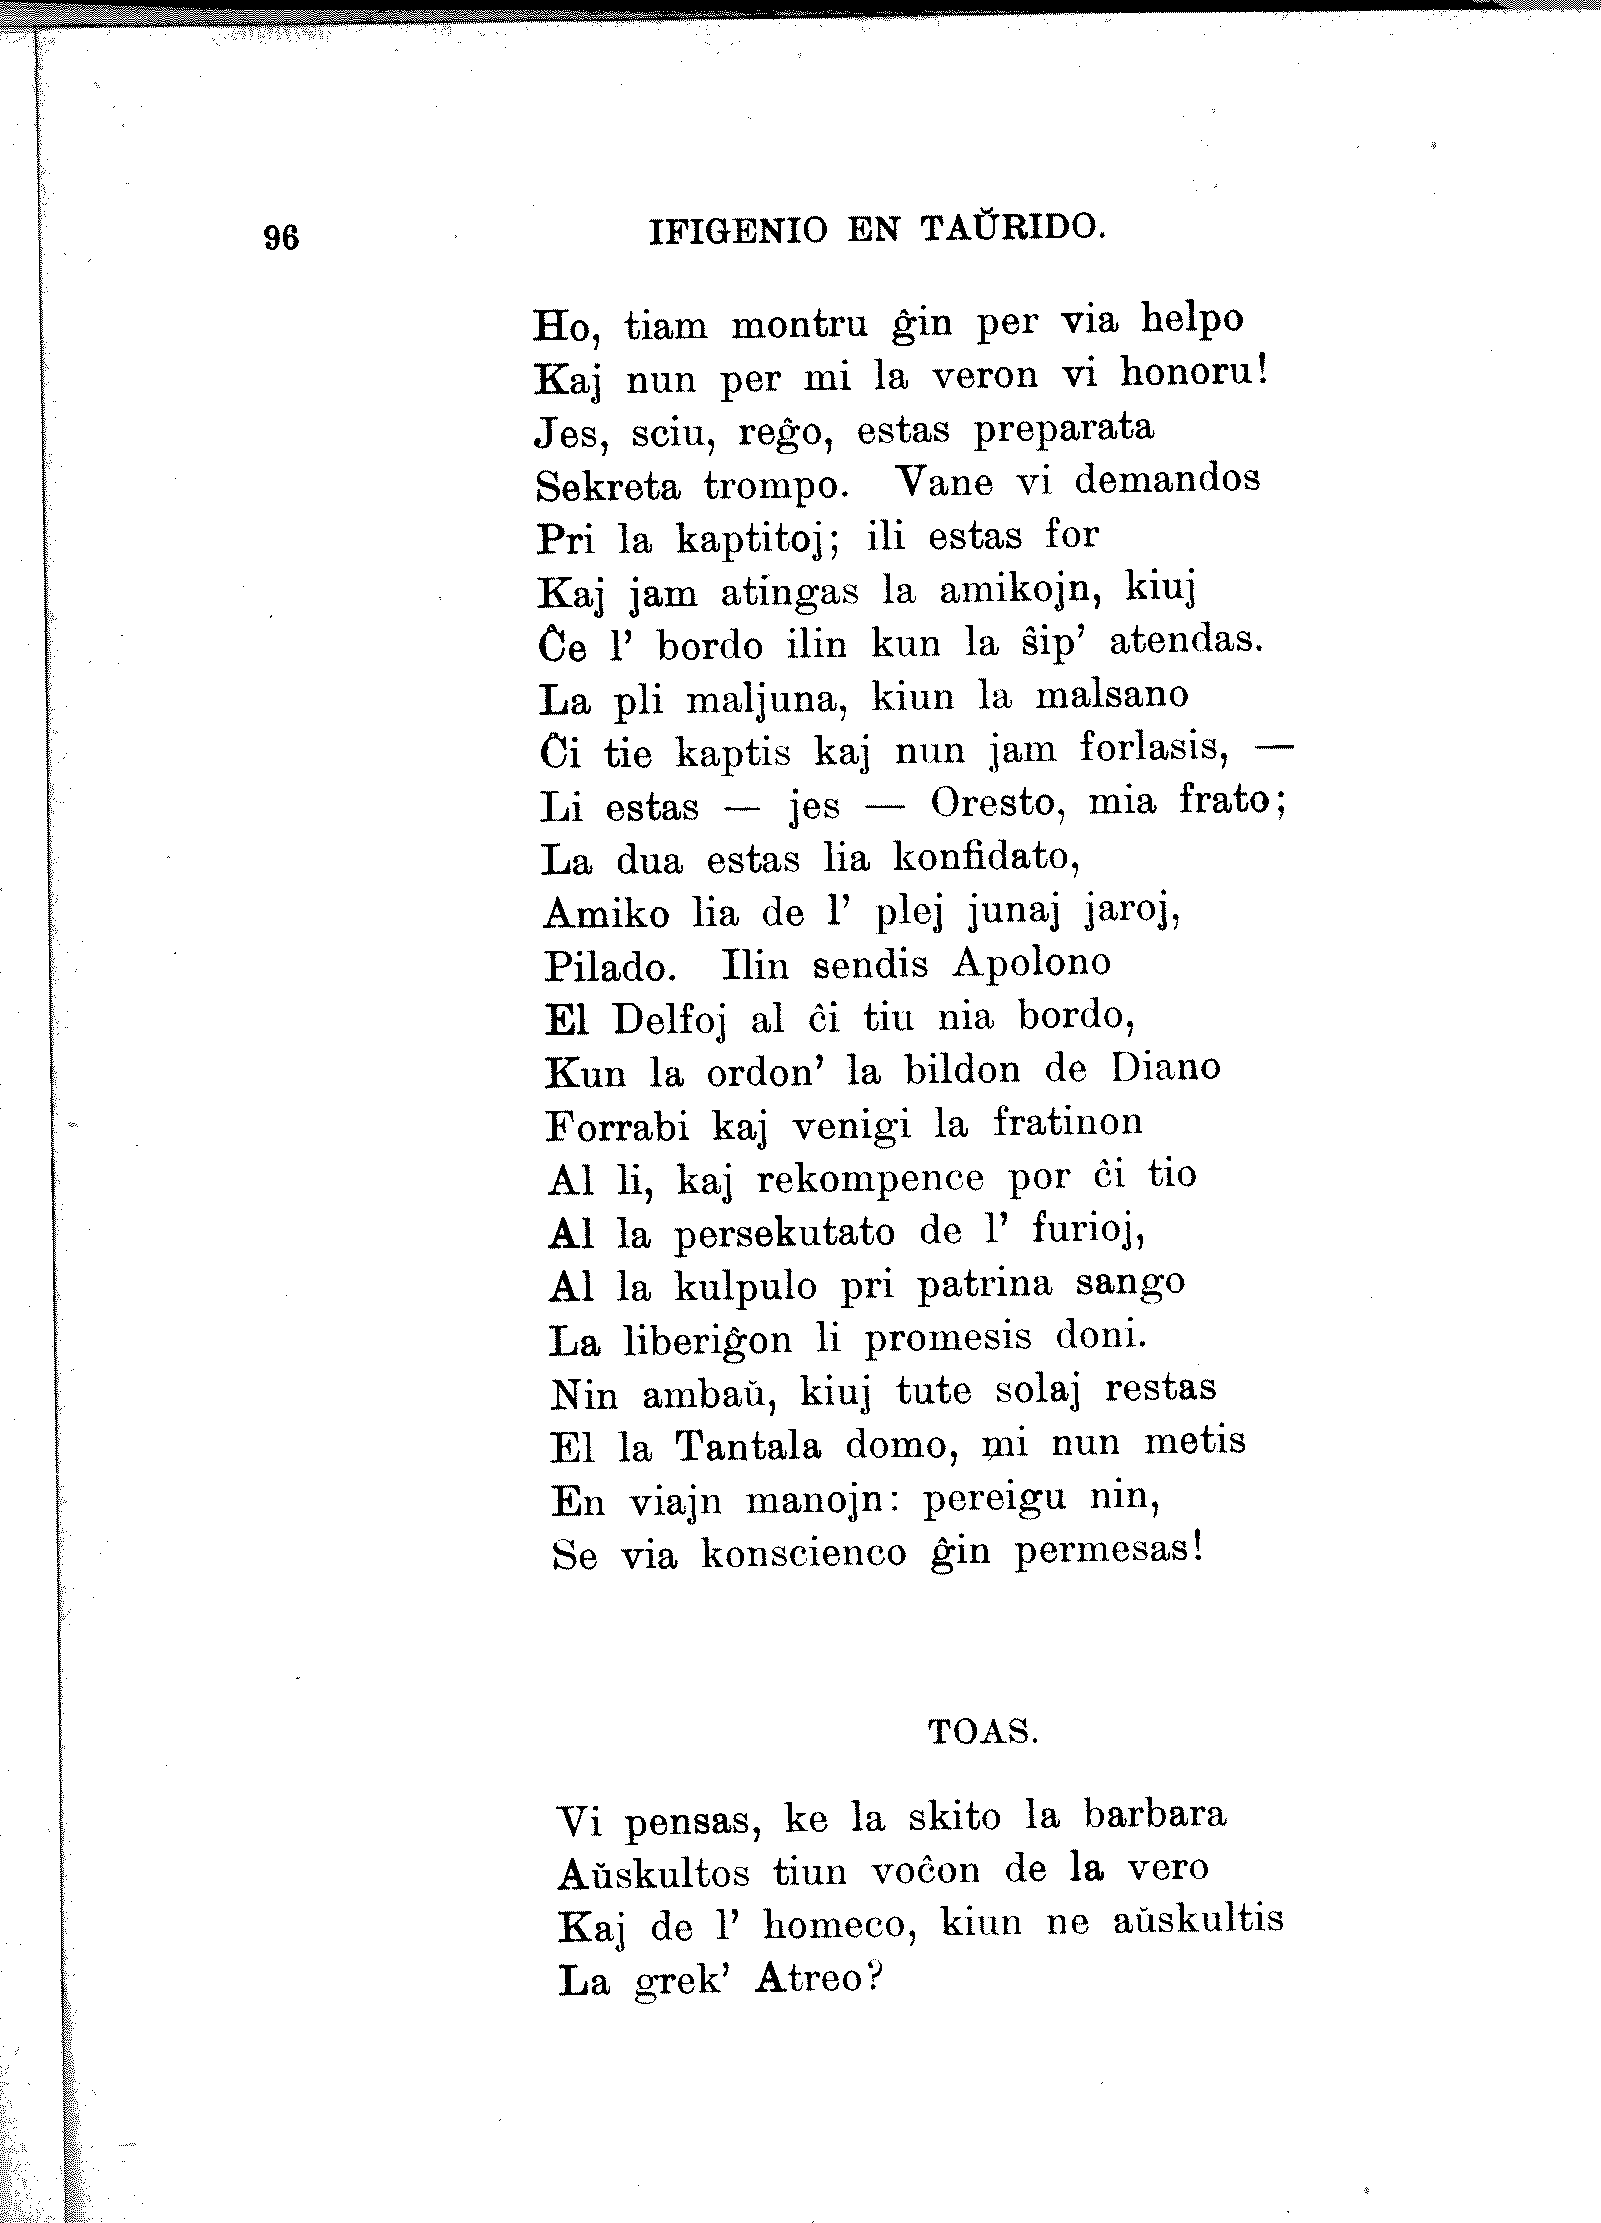 96 IFIGENIO EN TAŬRIDO.
Ho, tiam montru ĝin per via helpo
Kaj nun per mi la veron vi honoru!
Jes, sciu, reĝo, estas preparata
Sekreta trompo. Vane vi demandos
Pri la kaptitoj; ili estas for
Kaj jam atingas la amikojn, kiuj
Ĉe l’ bordo ilin kun la ŝip’ atendas.
La pli maljuna, kiun la malsano
Ĉi tie kaptis kaj nun jam forlasis, —
Li estas — jes — Oresto, mia frato;
La dua estas lia konfidato,
Amiko lia de l’ plej junaj jaroj,
Pilado. Ilin sendis Apolono
El Delfoj al ĉi tiu nia bordo,
Kun la ordon’ la bildon de Diano
Forrabi kaj venigi la fratinon
Al li, kaj rekompence por ĉi tio
Al la persekutato de l’ furioj,
Al la kulpulo pri patrina sango
La liberiĝon li promesis doni.
Nin ambaŭ, kiuj tute solaj restas
El la Tantala domo, mi nun metis
En viajn manojn: pereigu nin,
Se via konscienco ĝin permesas!
TOAS.
Vi pensas, ke la skito la barbara
Aŭskultos tiun voĉon de la vero
Kaj de l’ homeco, kiun ne aŭskultis
La grek’ Atreo?